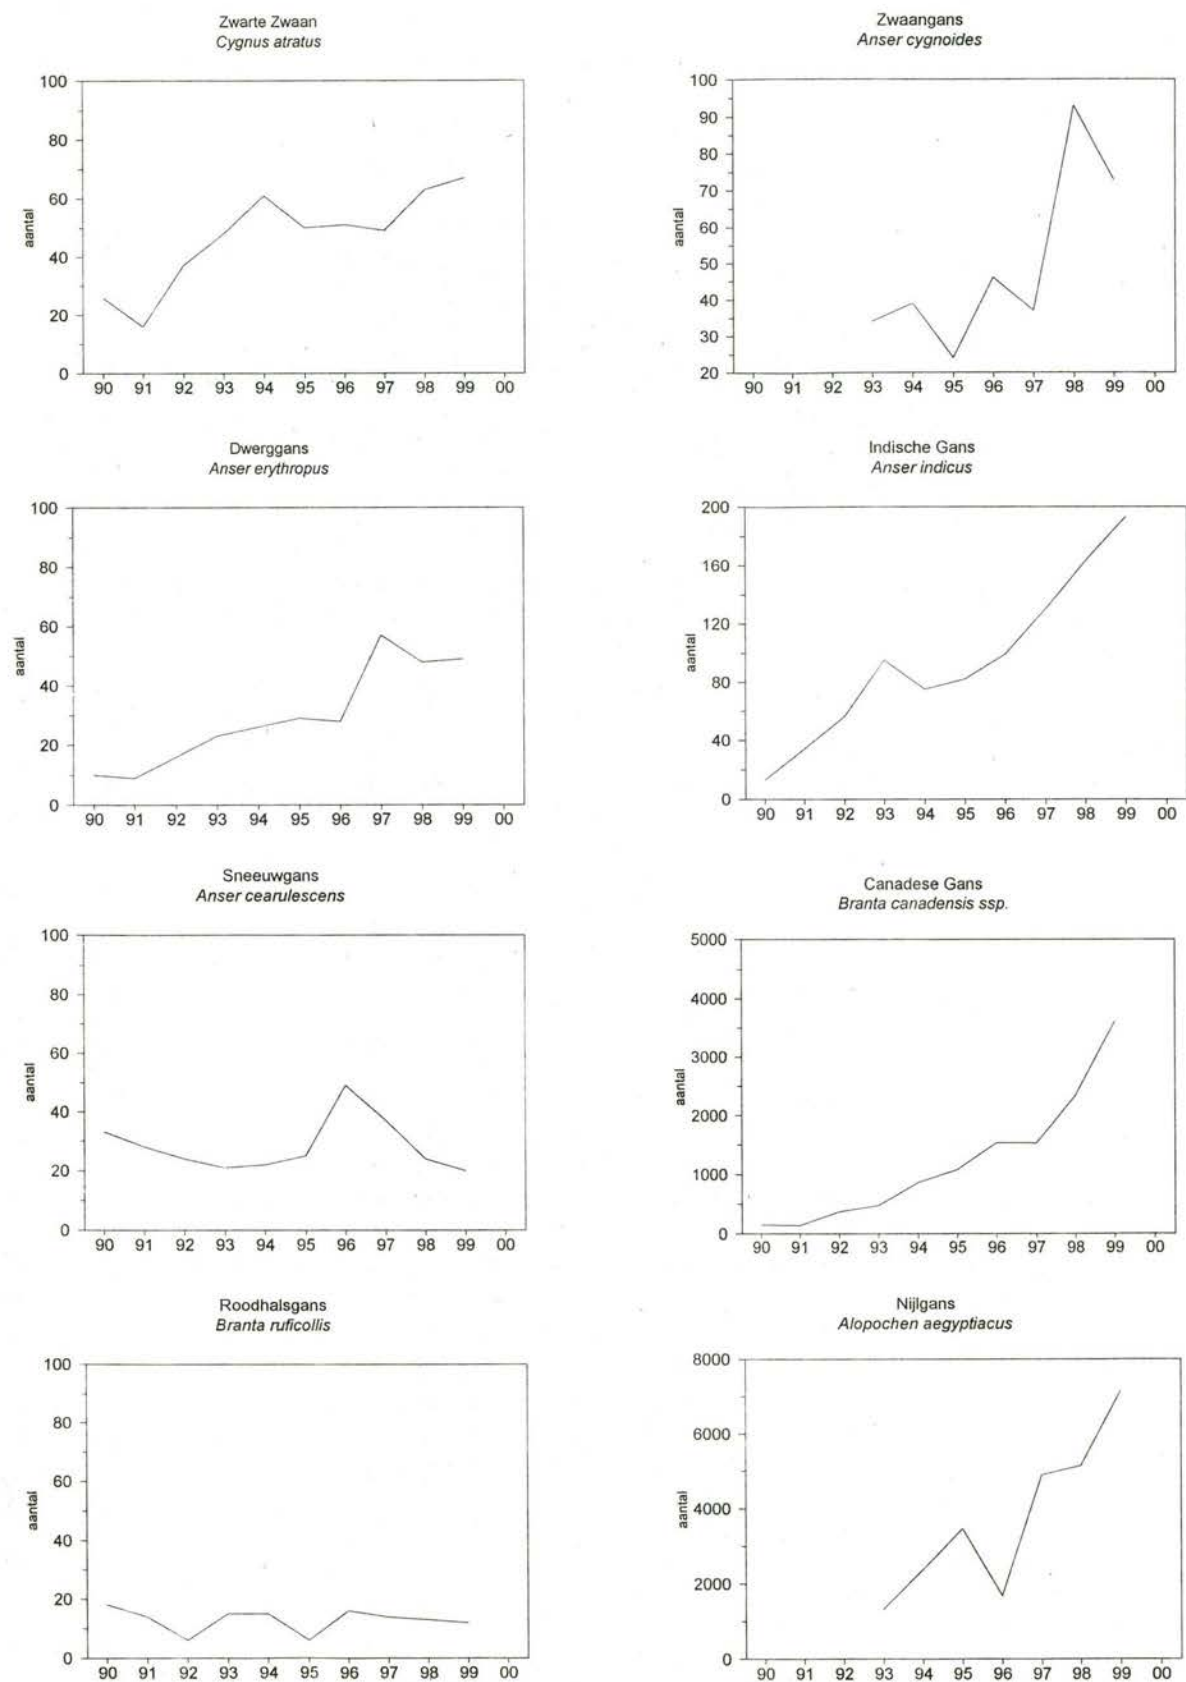 Zwarte Zwaan
Cygnus atratus
100
80
60
40
20
0
aantal
90 91 92 93 94 95 96 97 98 99 00
Zwaangans
Anser cygnoides
100
90
80
70
60
50
40
30
20
aantal
90 91 92 93 94 95 96 97 98 99 00
Dwerggans
Anser erythropus
100
80
60
40
20
0
aantal
90 91 92 93 94 95 96 97 98 99 00
Indische Gans
Anser indicus
200
160
120
80
40
0
aantal
90 91 92 93 94 95 96 97 98 99 00
Sneeuwgans
Anser cearulescens
100
80
60
40
20
0
aantal
90 91 92 93 94 95 96 97 98 99 00
Canadese Gans
Branta canadensis ssp.
5000
4000
3000
2000
1000
0
aantal
90 91 92 93 94 95 96 97 98 99 00
Roodhalsgans
Branta ruficollis
100
80
60
40
20
0
aantal
90 91 92 93 94 95 96 97 98 99 00
Nijlgans
Alopochen aegyptiacus
8000
6000
4000
2000
0
aantal
90 91 92 93 94 95 96 97 98 99 00